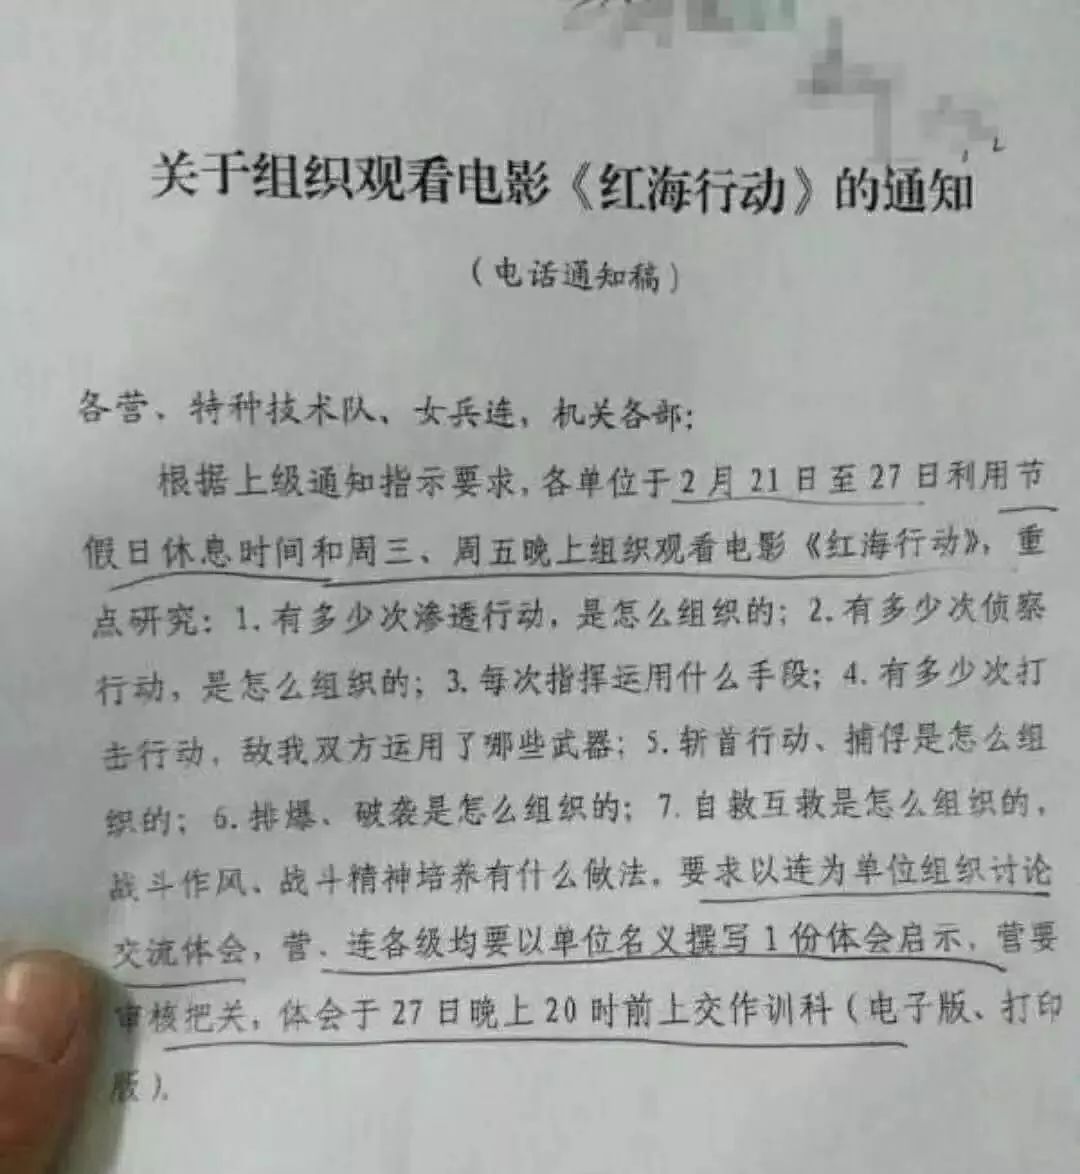 关于组织观看电影《红海行动》的通知
（电话通知稿）
各营、特种技术队、女兵连，机关各部：
根据上级通知指示要求，各单位于2月21日至27日利用节
假日休息时间和周三、周五晚上组织观看电影《红海行动》，重
点研究：1.有多少次渗透行动，是怎么组织的；2.有多少次侦察
行动，是怎么组织的；3.每次指挥运用什么手段；4.有多少次打
击行动，敌我双方运用了哪些武器；5.斩首行动、捕俘是怎么组
织的；6.排爆、破袭是怎么组织的；7.自救互救是怎么组织的，
战斗作风、战斗精神培养有什么做法。要求以连为单位组织讨论
交流体会，营、连各级均要以单位名义撰写1份体会启示，营要
审核把关，体会于27日晚上20时前上交作训科（电子版、打印
版）。